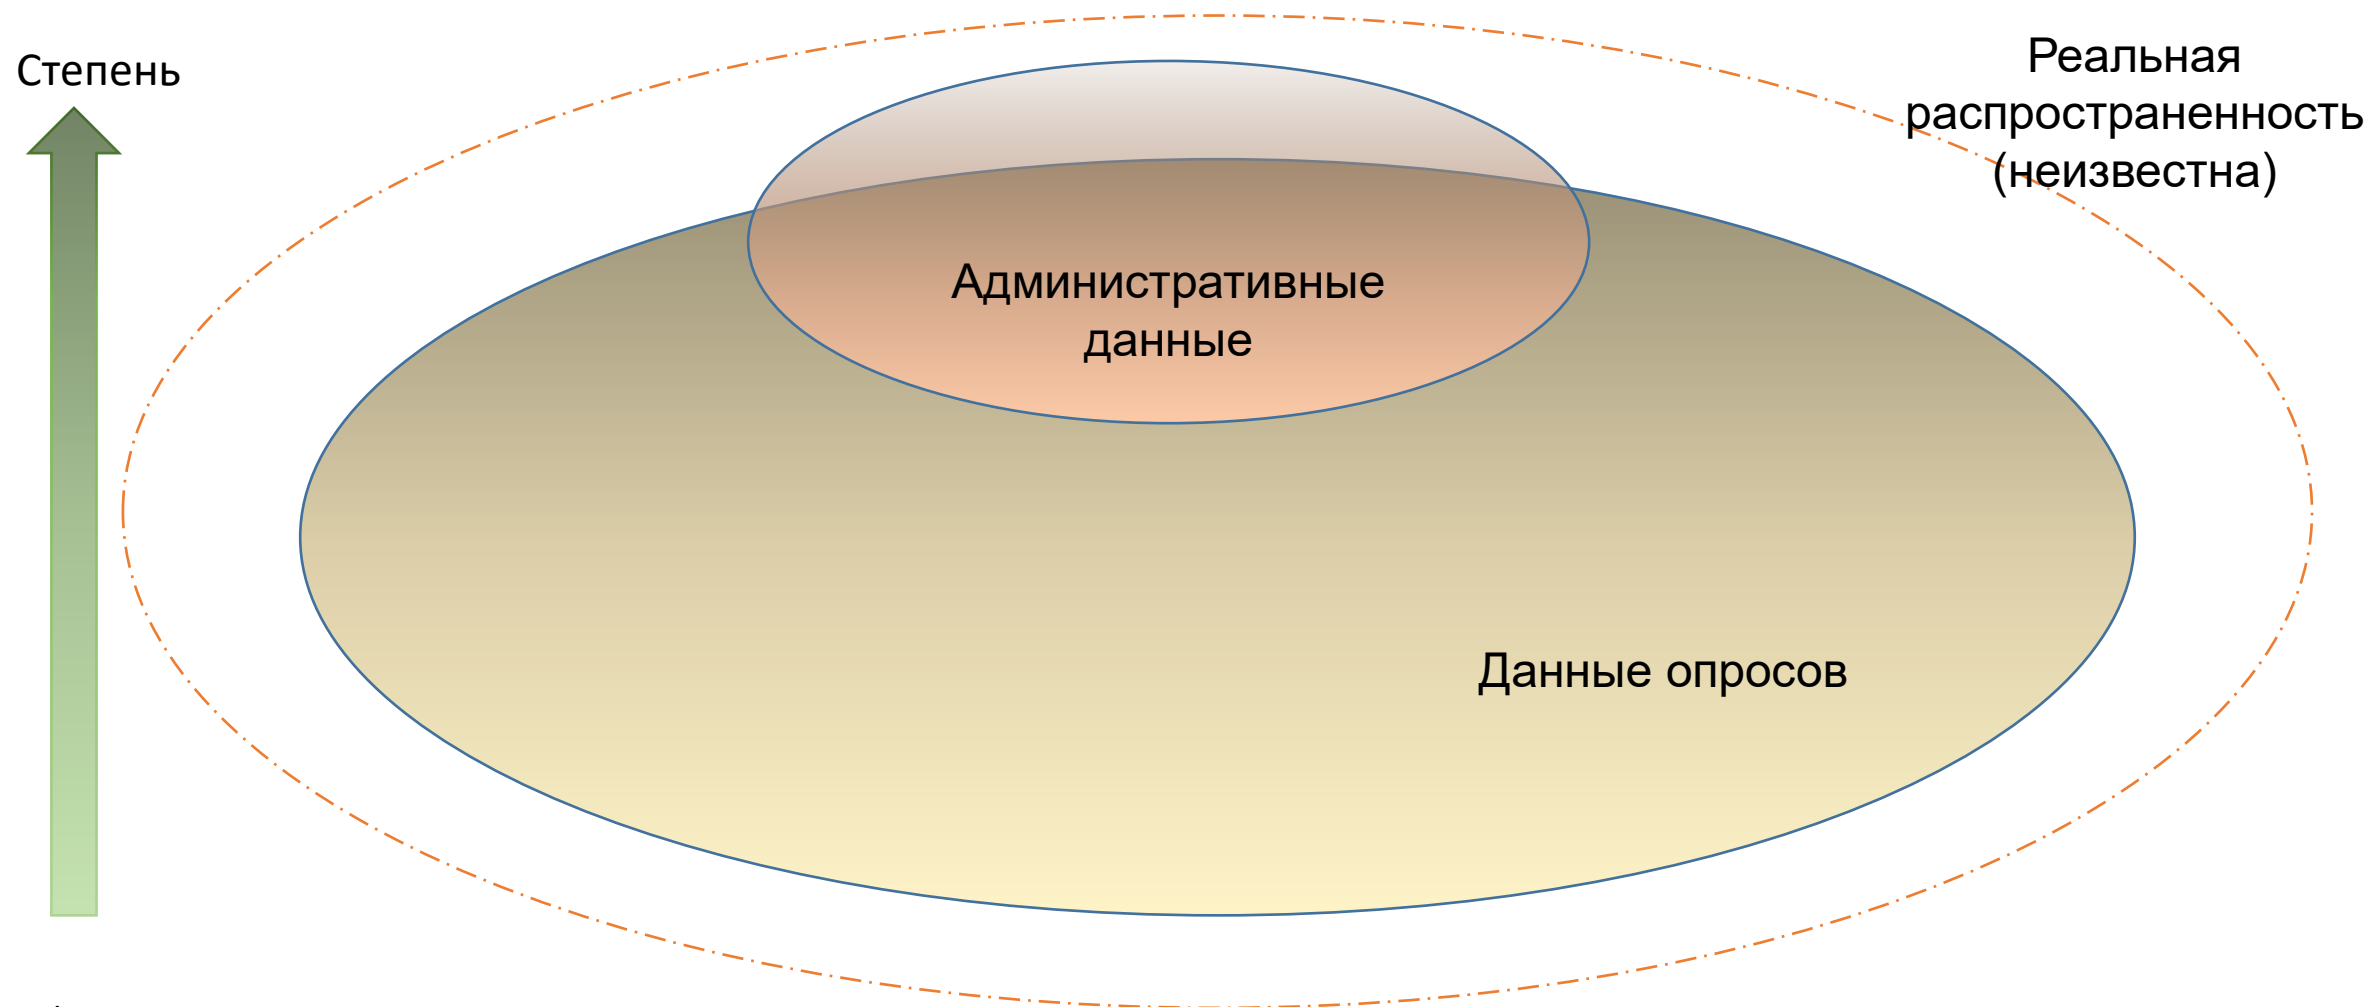 Степень
Реальная
распространенность
(неизвестна)
Административные
данные
Данные опросов